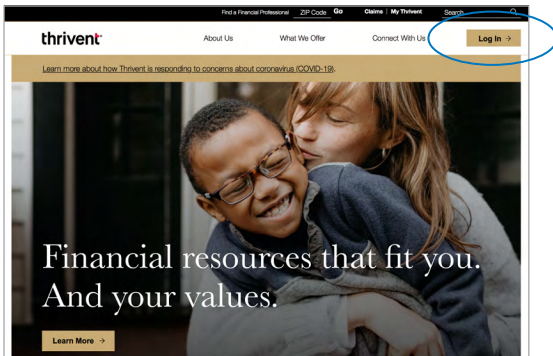 Find a Financial Professional ZIP Code Go Claims | My Thrivent Search
thrivent
About Us What We Offer Connect With Us Log In →
Learn more about how Thrivent is responding to concerns about coronavirus (COVID-19).
Financial resources that fit you.
And your values.
Learn More →